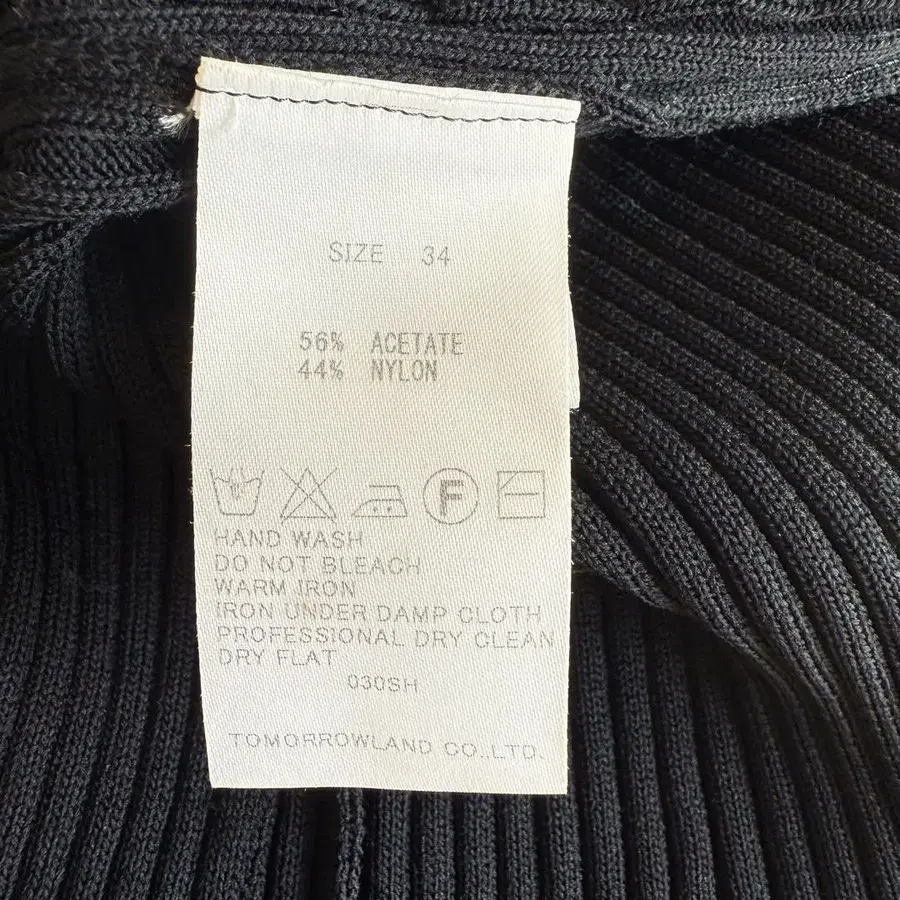 SIZE 34
56% ACETATE
44% NYLON
F
HAND WASH
DO NOT BLEACH
WARM IRON
IRON UNDER DAMP CLOTH
PROFESSIONAL DRY CLEAN
DRY FLAT
030SH
TOMORROWLAND CO.,LTD.